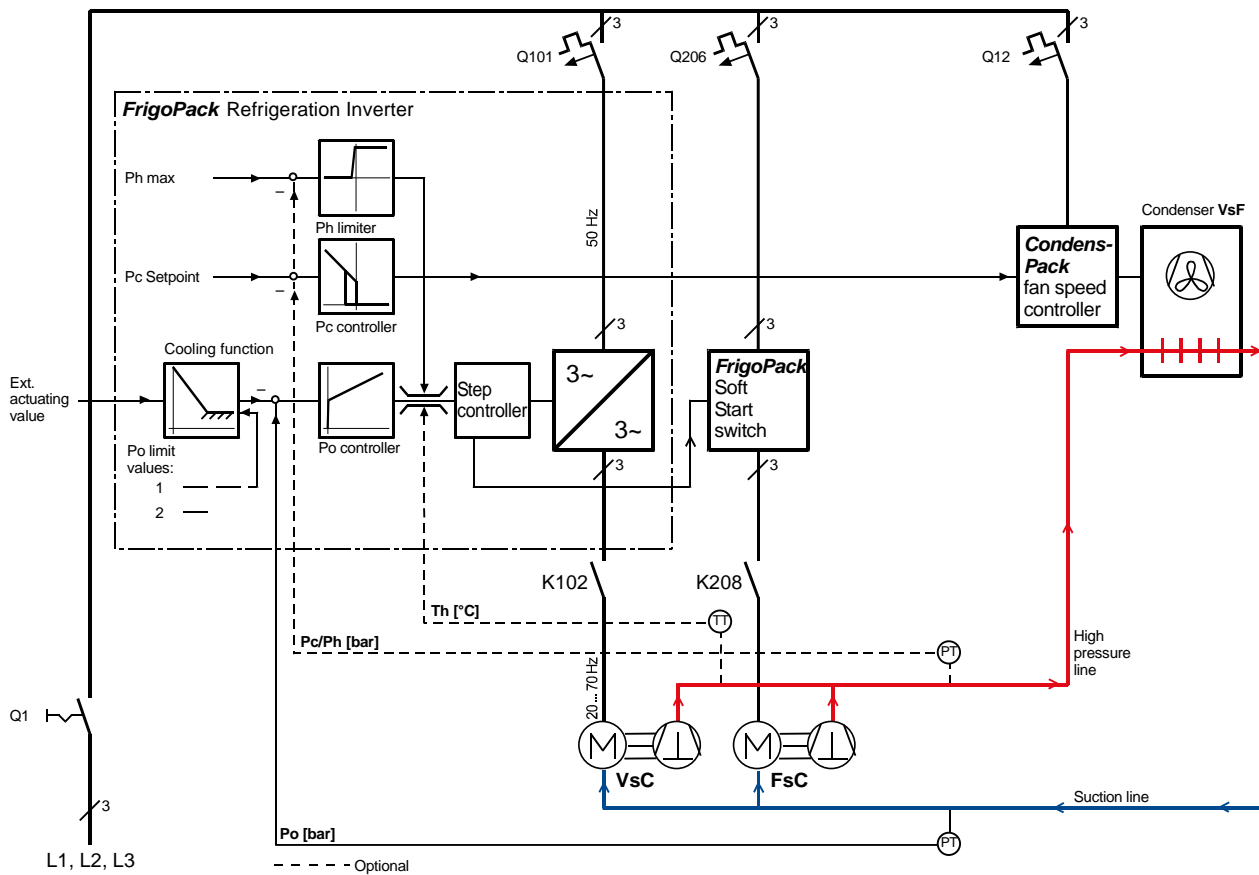 3
3
3
Q101
Q206
Q12
FrigoPack Refrigeration Inverter
Ph max
–
Ph limiter
50 Hz
Condenser VsF
Condens-
Pack
fan speed
controller
Pc Setpoint
–
Pc controller
3
3
Cooling function
Ext.
actuating
value
–
Po controller
Step
controller
3~
3~
FrigoPack
Soft
Start
switch
Po limit
values:
1
2
3
3
K102
K208
Th [°C]
TT
Pc/Ph [bar]
PT
High
pressure
line
20 ... 70 Hz
Q1
M
M
VsC
FsC
Suction line
3
Po [bar]
PT
L1, L2, L3
Optional